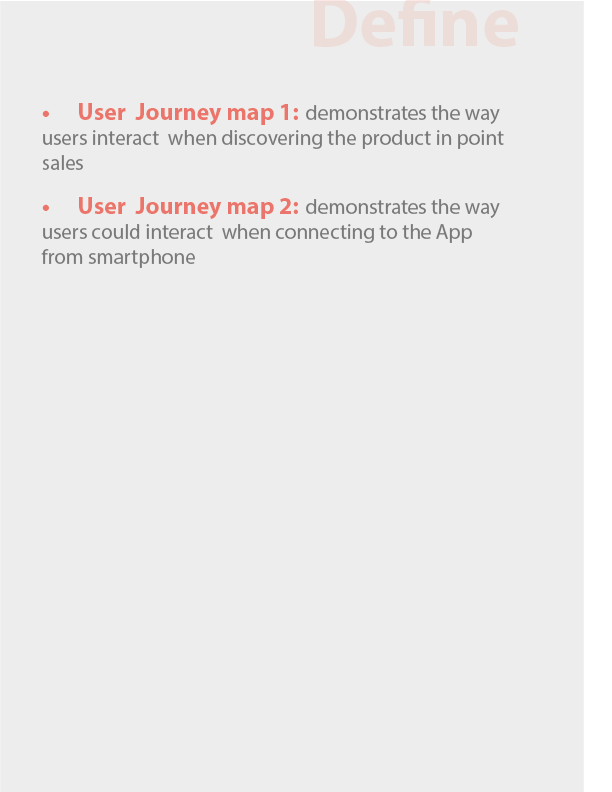 Define
• User Journey map 1: demonstrates the way
users interact when discovering the product in point
sales
• User Journey map 2: demonstrates the way
users could interact when connecting to the App
from smartphone